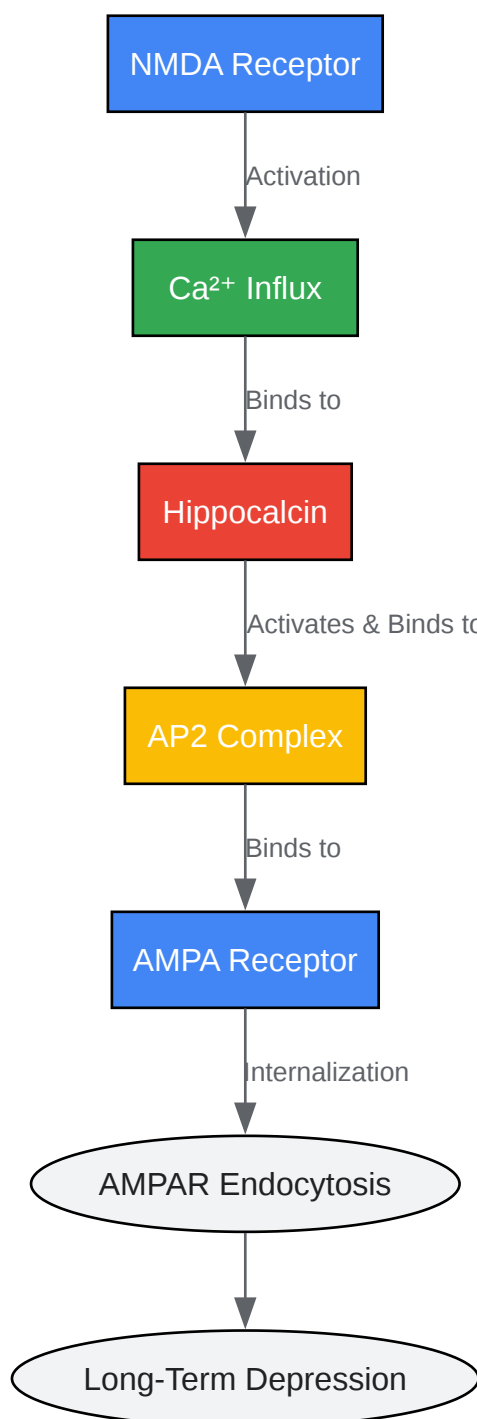 NMDA Receptor
Activation
Ca²⁺ Influx
Binds to
Hippocalcin
Activates & Binds to
AP2 Complex
Binds to
AMPA Receptor
Internalization
AMPAR Endocytosis
Long-Term Depression